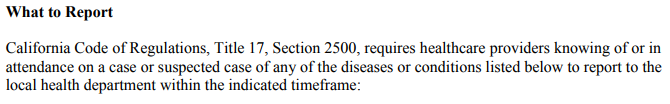 What to Report
California Code of Regulations, Title 17, Section 2500, requires healthcare providers knowing of or in
attendance on a case or suspected case of any of the diseases or conditions listed below to report to the
local health department within the indicated timeframe: